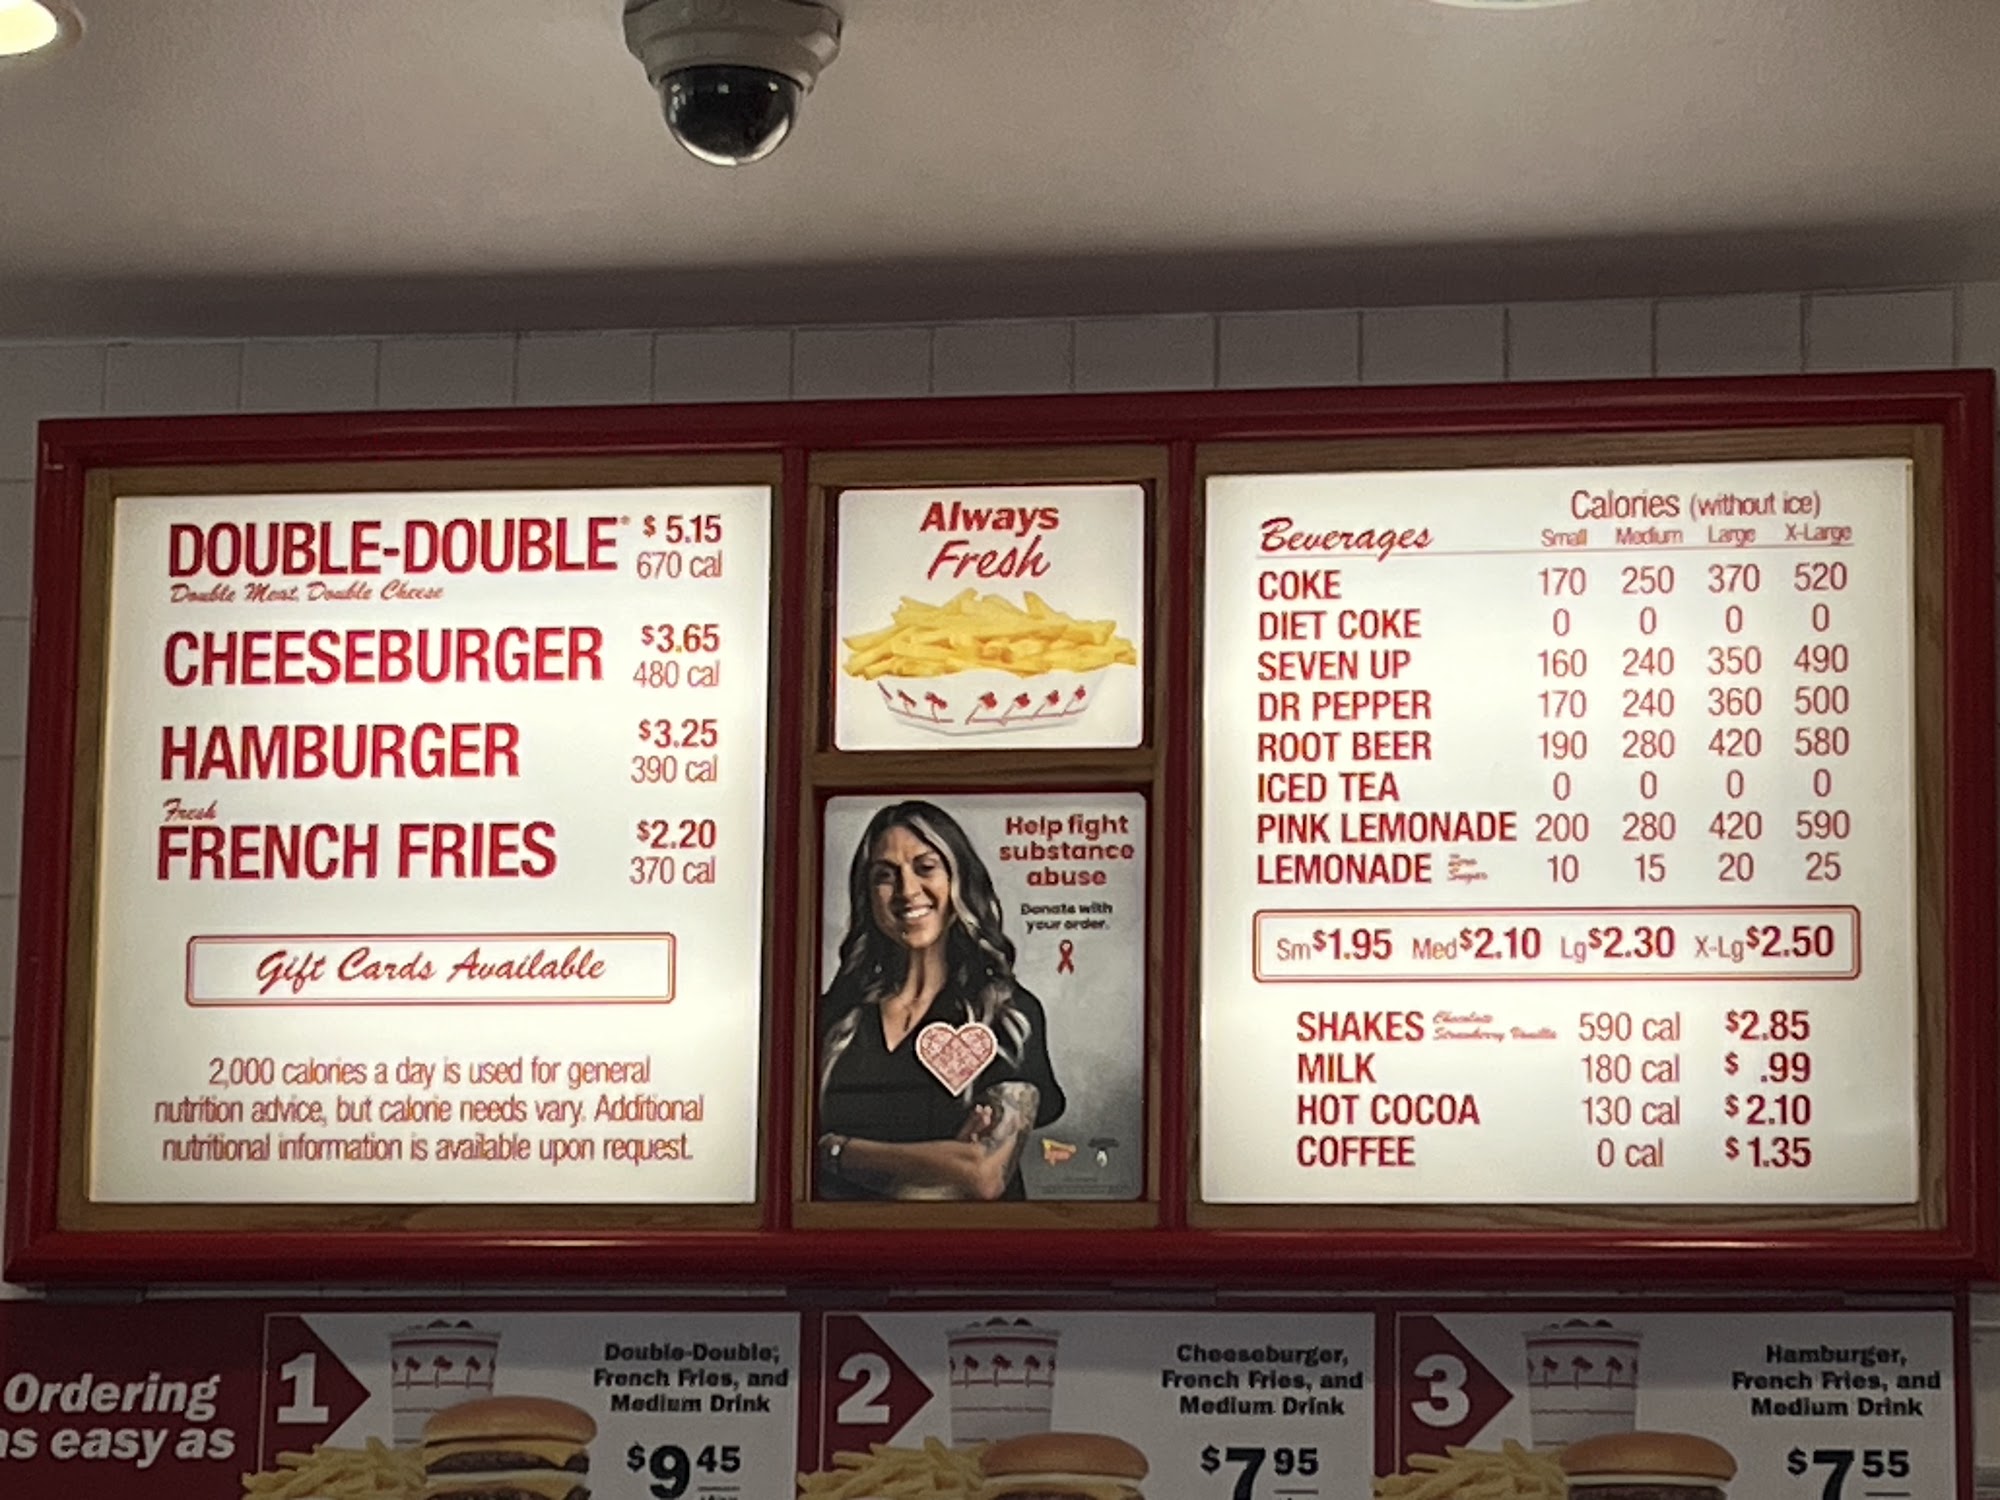 DOUBLE-DOUBLE® $5.15
Double Meat, Double Cheese 670 cal
CHEESEBURGER $3.65
480 cal
HAMBURGER $3.25
390 cal
Fresh
FRENCH FRIES $2.20
370 cal
Gift Cards Available
2,000 calories a day is used for general
nutrition advice, but calorie needs vary. Additional
nutritional information is available upon request.
Always
Fresh
Help fight
substance
abuse
Donate with
your order.
Calories (without ice)
Beverages Small Medium Large X-Large
COKE 170 250 370 520
DIET COKE 0 0 0 0
SEVEN UP 160 240 350 490
DR PEPPER 170 240 360 500
ROOT BEER 190 280 420 580
ICED TEA 0 0 0 0
PINK LEMONADE 200 280 420 590
LEMONADE Zero Sugar 10 15 20 25
Sm$1.95 Med$2.10 Lg$2.30 X-Lg$2.50
SHAKES Chocolate Strawberry Vanilla 590 cal $2.85
MILK 180 cal $ .99
HOT COCOA 130 cal $2.10
COFFEE 0 cal $1.35
Ordering
as easy as
1
Double-Double,
French Fries, and
Medium Drink
$9.45
2
Cheeseburger,
French Fries, and
Medium Drink
$7.95
3
Hamburger,
French Fries, and
Medium Drink
$7.55